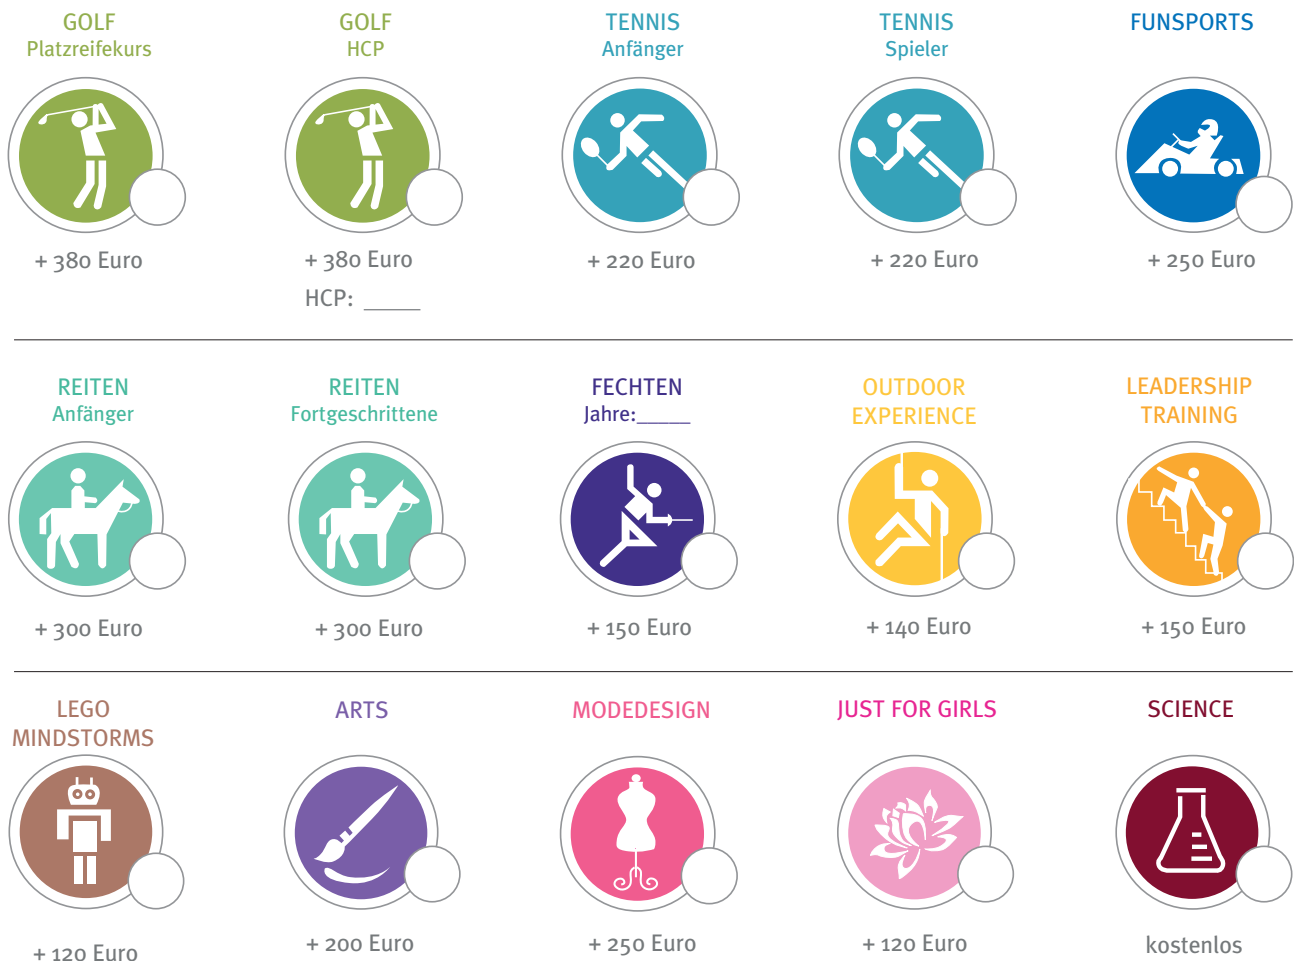 GOLF
Platzreifekurs
GOLF
HCP
TENNIS
Anfänger
TENNIS
Spieler
FUNSPORTS
+ 380 Euro
+ 380 Euro
HCP: _____
+ 220 Euro
+ 220 Euro
+ 250 Euro
REITEN
Anfänger
REITEN
Fortgeschrittene
FECHTEN
Jahre:_____
OUTDOOR
EXPERIENCE
LEADERSHIP
TRAINING
+ 300 Euro
+ 300 Euro
+ 150 Euro
+ 140 Euro
+ 150 Euro
LEGO
MINDSTORMS
ARTS
MODEDESIGN
JUST FOR GIRLS
SCIENCE
+ 120 Euro
+ 200 Euro
+ 250 Euro
+ 120 Euro
kostenlos